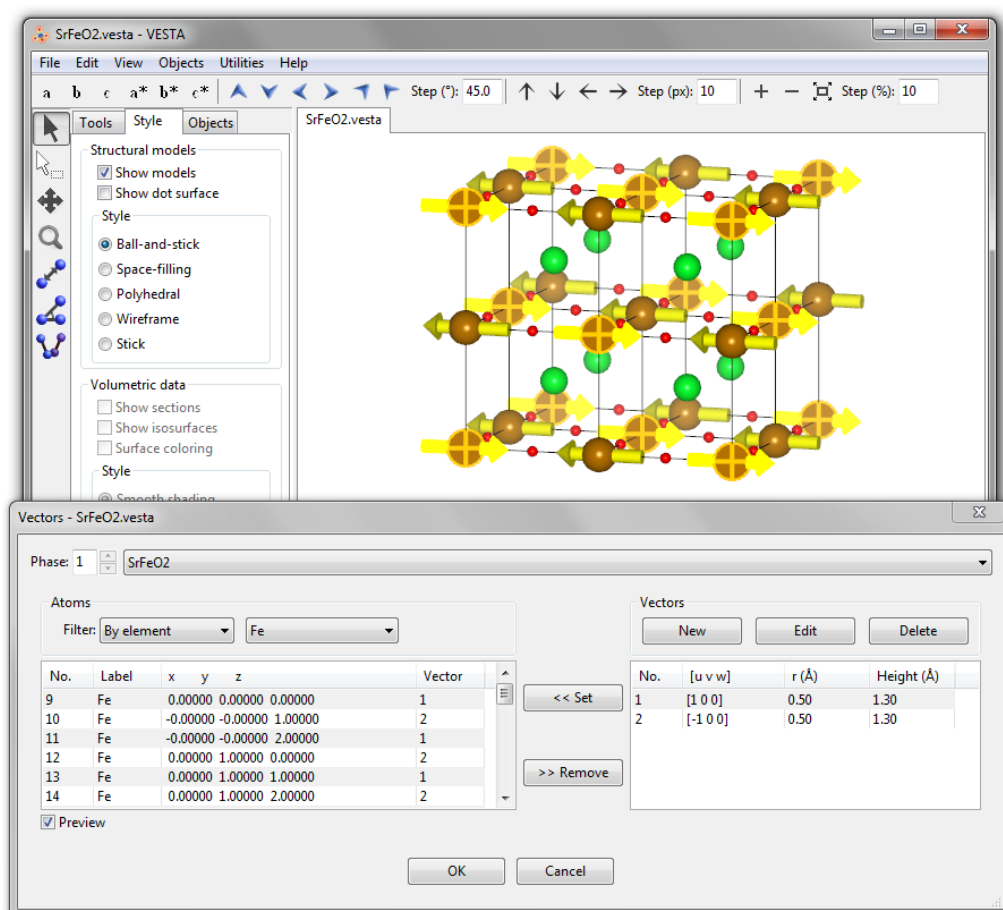 SrFeO2.vesta - VESTA
File Edit View Objects Utilities Help
a b c a* b* c* Step (°): 45.0 Step (px): 10 Step (%): 10
Tools Style Objects SrFeO2.vesta
Structural models
Show models
Show dot surface
Style
Ball-and-stick
Space-filling
Polyhedral
Wireframe
Stick
Volumetric data
Show sections
Show isosurfaces
Surface coloring
Style
Smooth shading
Vectors - SrFeO2.vesta
Phase: 1 SrFeO2
Atoms Vectors
Filter: By element Fe New Edit Delete
No. Label x y z Vector << Set No. [u v w] r (Å) Height (Å)
9 Fe 0.00000 0.00000 0.00000 1 1 [1 0 0] 0.50 1.30
10 Fe -0.00000 -0.00000 1.00000 2 2 [-1 0 0] 0.50 1.30
11 Fe -0.00000 -0.00000 2.00000 1
12 Fe 0.00000 1.00000 0.00000 2
13 Fe 0.00000 1.00000 1.00000 1 >> Remove
14 Fe 0.00000 1.00000 2.00000 2
Preview
OK Cancel